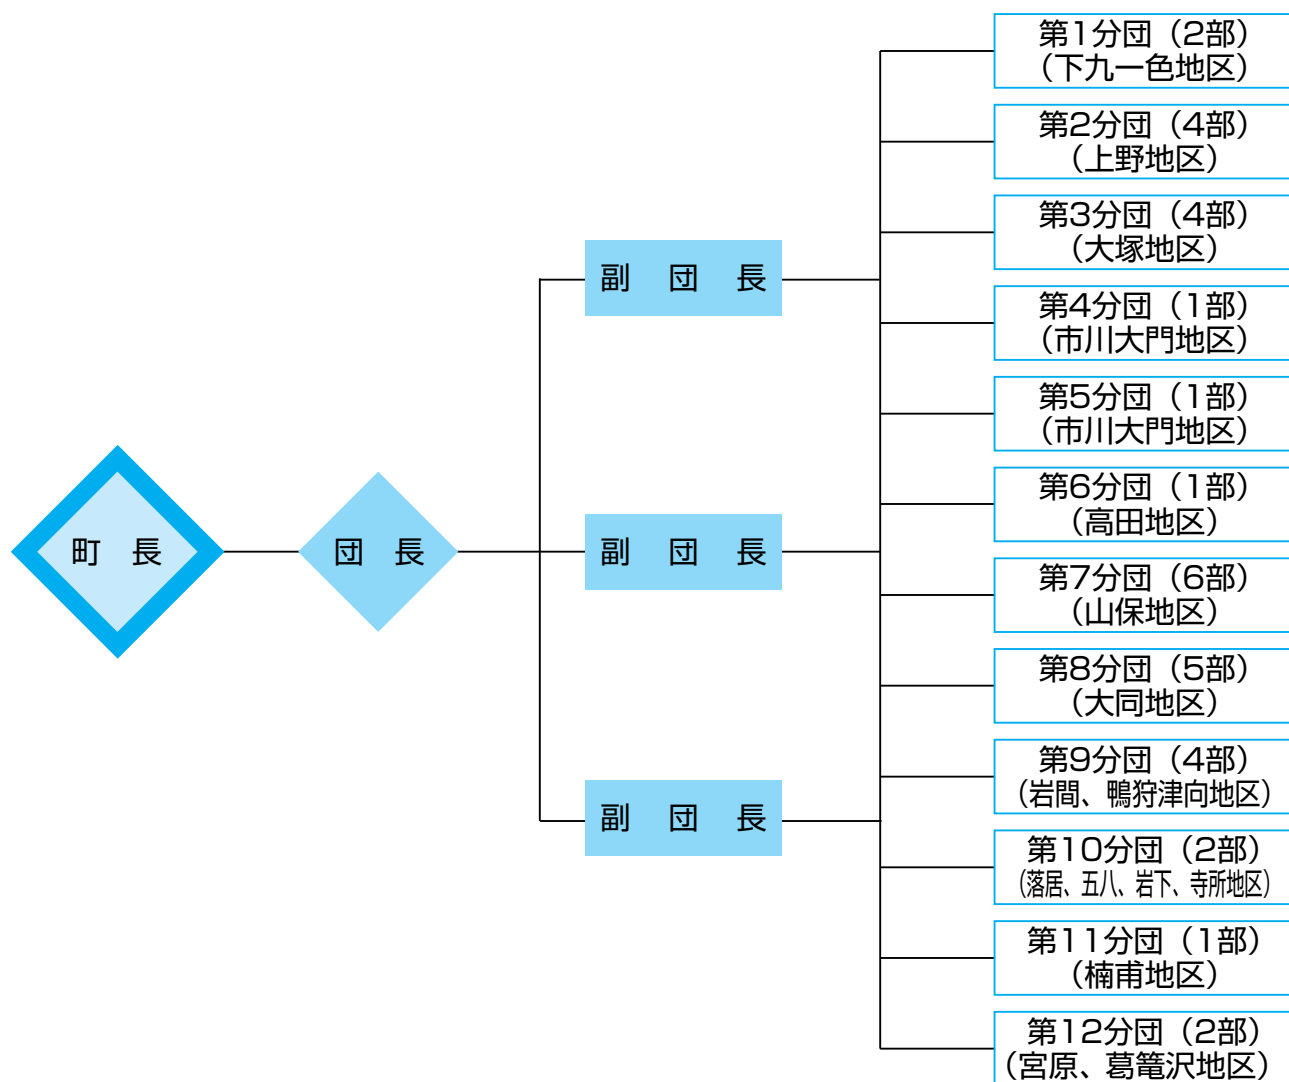 町　長
団　長
副　団　長
副　団　長
副　団　長
第1分団（2部）
（下九一色地区）
第2分団（4部）
（上野地区）
第3分団（4部）
（大塚地区）
第4分団（1部）
（市川大門地区）
第5分団（1部）
（市川大門地区）
第6分団（1部）
（高田地区）
第7分団（6部）
（山保地区）
第8分団（5部）
（大同地区）
第9分団（4部）
（岩間、鴨狩津向地区）
第10分団（2部）
（落居、五八、岩下、寺所地区）
第11分団（1部）
（楠甫地区）
第12分団（2部）
（宮原、葛篭沢地区）